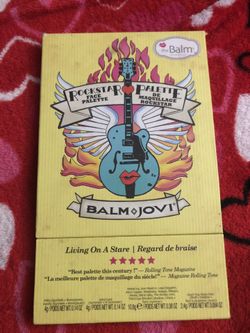 theBalm
ROCKSTAR PALETTE
FACE PALETTE
DE MAQUILLAGE ROCKSTAR
BALM JOVI
Living On A Stare | Regard de braise
"Best palette this century!" — Rolling Tone Magazine
"La meilleure palette de maquillage du siècle!" — Magazine Rolling Tone